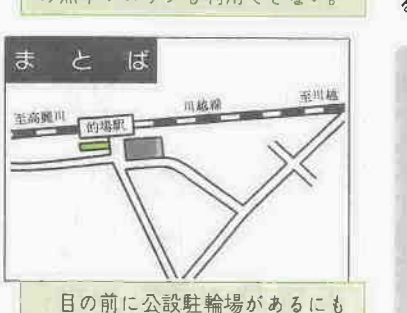 まとば
至高麗川
的場駅
川越線
至川越
目の前に公設駐輪場があるにも
を